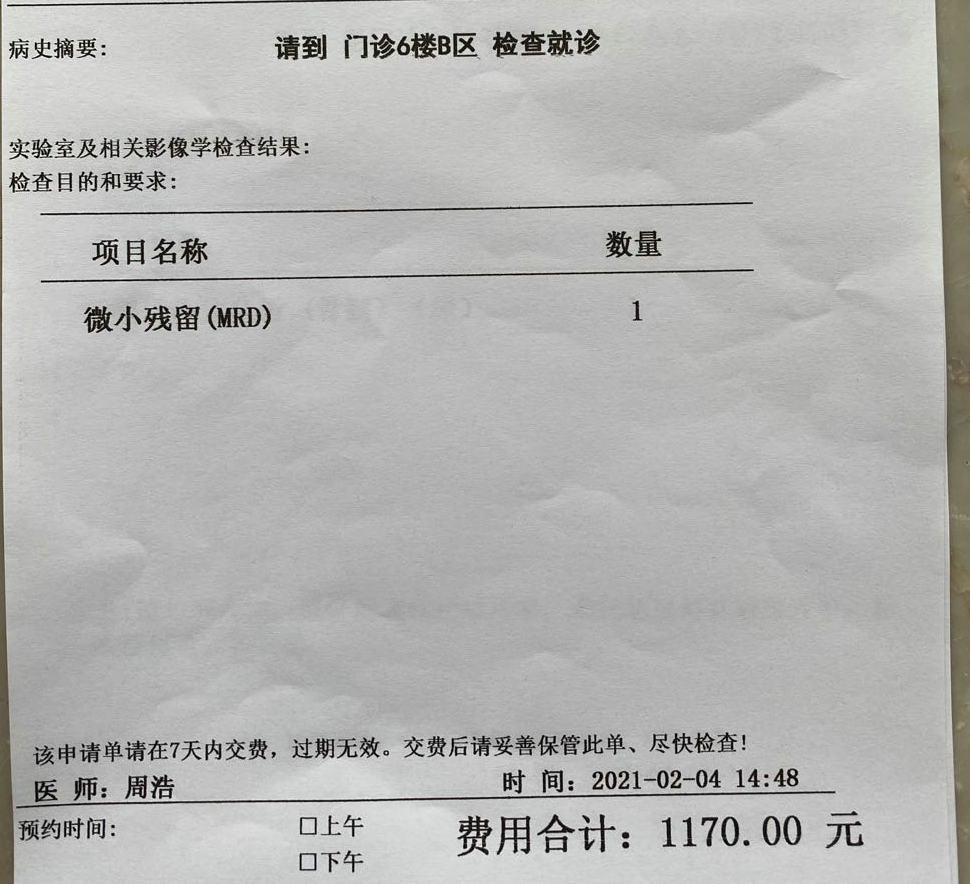 病史摘要: 请到 门诊6楼B区 检查就诊
实验室及相关影像学检查结果:
检查目的和要求:
项目名称 数量
微小残留(MRD) 1
该申请单请在7天内交费，过期无效。交费后请妥善保管此单、尽快检查!
医 师: 周浩 时 间: 2021-02-04 14:48
预约时间: □上午 费用合计: 1170.00 元
□下午